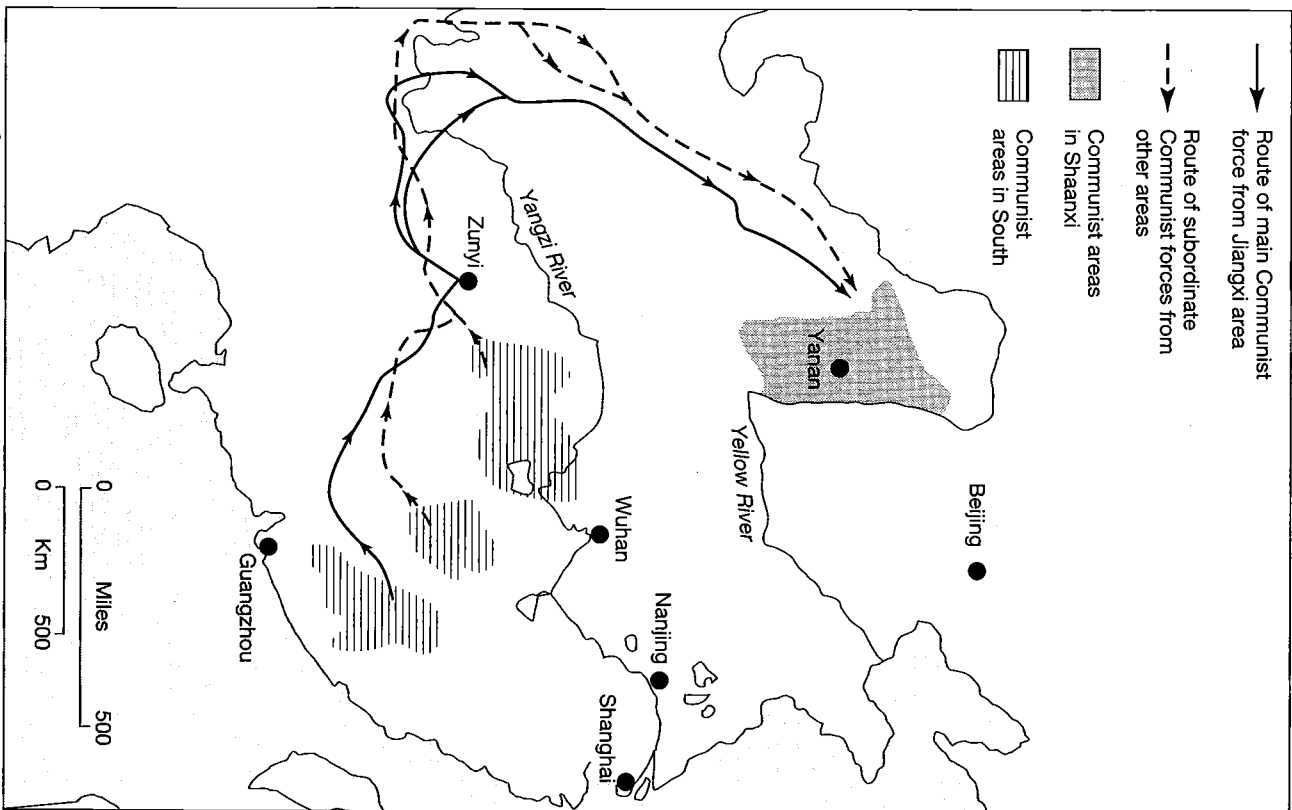 Route of main Communist
force from Jiangxi area
Route of subordinate
Communist forces from
other areas
Communist areas
in Shaanxi
Communist
areas in South
Beijing
Yanan
Yellow River
Yangzi River
Zunyi
Wuhan
Nanjing
Shanghai
Guangzhou
0 Miles 500
0 Km 500